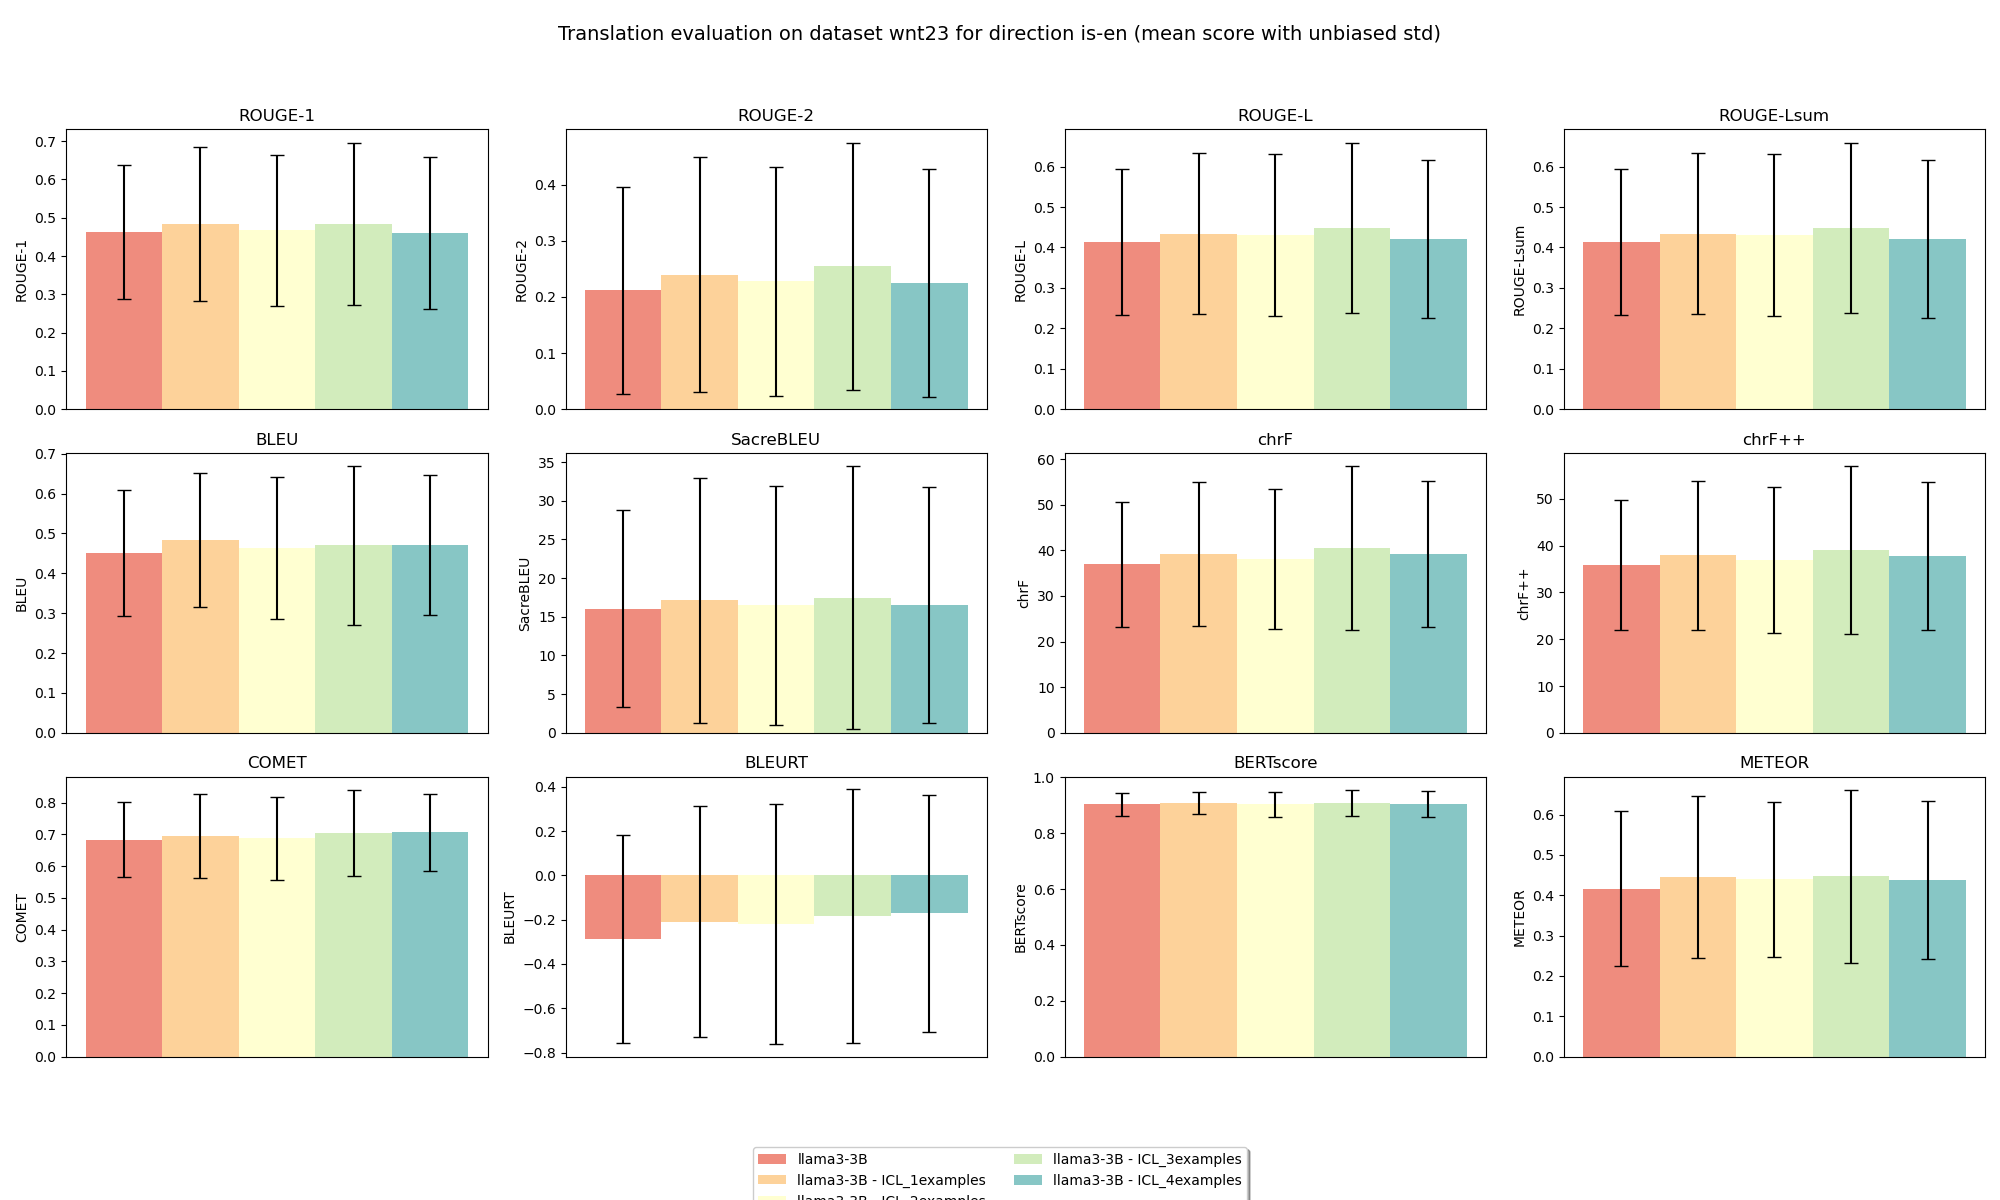 Translation evaluation on dataset wnt23 for direction is-en (mean score with unbiased std)
ROUGE-1
ROUGE-1
0.7
0.6
0.5
0.4
0.3
0.2
0.1
0.0
ROUGE-2
ROUGE-2
0.4
0.3
0.2
0.1
0.0
ROUGE-L
ROUGE-L
0.6
0.5
0.4
0.3
0.2
0.1
0.0
ROUGE-Lsum
ROUGE-Lsum
0.6
0.5
0.4
0.3
0.2
0.1
0.0
BLEU
BLEU
0.7
0.6
0.5
0.4
0.3
0.2
0.1
0.0
SacreBLEU
SacreBLEU
35
30
25
20
15
10
5
0
chrF
chrF
60
50
40
30
20
10
0
chrF++
chrF++
50
40
30
20
10
0
COMET
COMET
0.8
0.7
0.6
0.5
0.4
0.3
0.2
0.1
0.0
BLEURT
BLEURT
0.4
0.2
0.0
−0.2
−0.4
−0.6
−0.8
BERTscore
BERTscore
1.0
0.8
0.6
0.4
0.2
0.0
METEOR
METEOR
0.6
0.5
0.4
0.3
0.2
0.1
0.0
llama3-3B
llama3-3B - ICL_1examples
llama3-3B - ICL_2examples
llama3-3B - ICL_3examples
llama3-3B - ICL_4examples